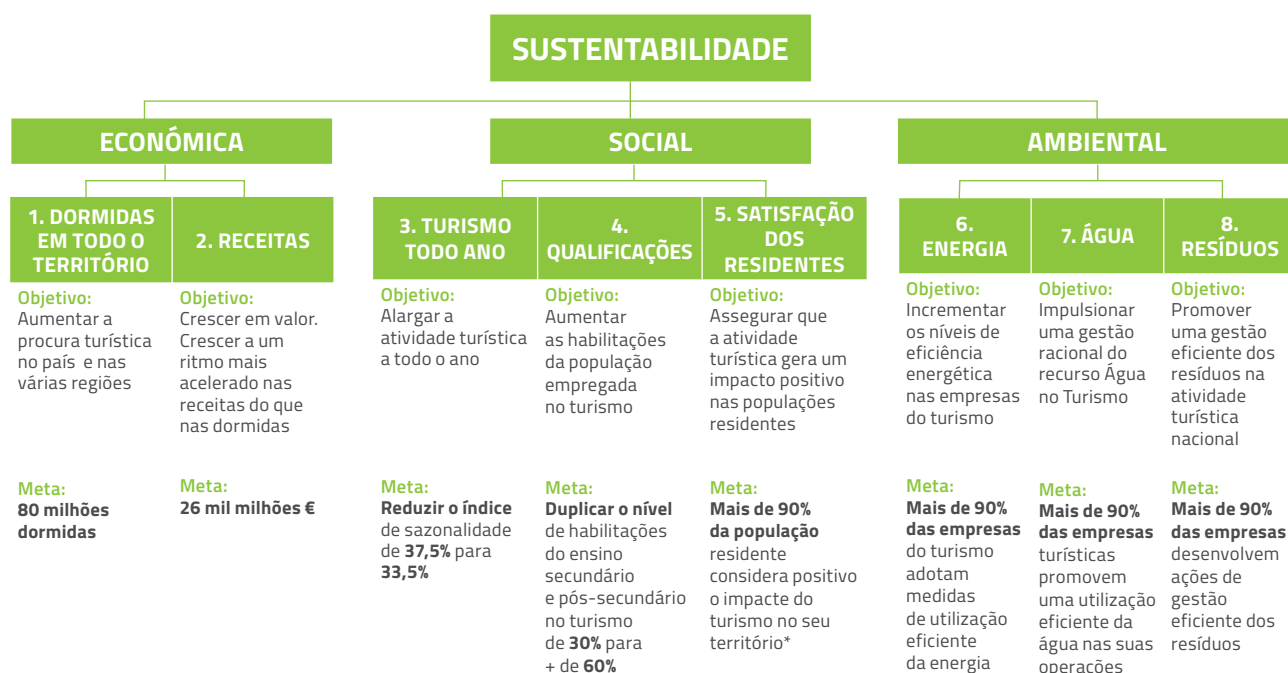 SUSTENTABILIDADE
ECONÓMICA
SOCIAL
AMBIENTAL
1. DORMIDAS
EM TODO O
TERRITÓRIO
Objetivo:
Aumentar a
procura turística
no país e nas
várias regiões
Meta:
80 milhões
dormidas
2. RECEITAS
Objetivo:
Crescer em valor.
Crescer a um
ritmo mais
acelerado nas
receitas do que
nas dormidas
Meta:
26 mil milhões €
3. TURISMO
TODO ANO
Objetivo:
Alargar a
atividade turística
a todo o ano
Meta:
Reduzir o índice
de sazonalidade
de 37,5% para
33,5%
4.
QUALIFICAÇÕES
Objetivo:
Aumentar
as habilitações
da população
empregada
no turismo
Meta:
Duplicar o nível
de habilitações
do ensino
secundário
e pós-secundário
no turismo
de 30% para
+ de 60%
5. SATISFAÇÃO
DOS
RESIDENTES
Objetivo:
Assegurar que
a atividade
turística gera um
impacto positivo
nas populações
residentes
Meta:
Mais de 90%
da população
residente
considera positivo
o impacte do
turismo no seu
território*
6.
ENERGIA
Objetivo:
Incrementar
os níveis de
eficiência
energética
nas empresas
do turismo
Meta:
Mais de 90%
das empresas
do turismo
adotam
medidas
de utilização
eficiente
da energia
7. ÁGUA
Objetivo:
Impulsionar
uma gestão
racional do
recurso Água
no Turismo
Meta:
Mais de 90%
das empresas
turísticas
promovem
uma utilização
eficiente da
água nas suas
operações
8.
RESÍDUOS
Objetivo:
Promover
uma gestão
eficiente dos
resíduos na
atividade
turística
nacional
Meta:
Mais de 90%
das empresas
desenvolvem
ações de
gestão
eficiente dos
resíduos